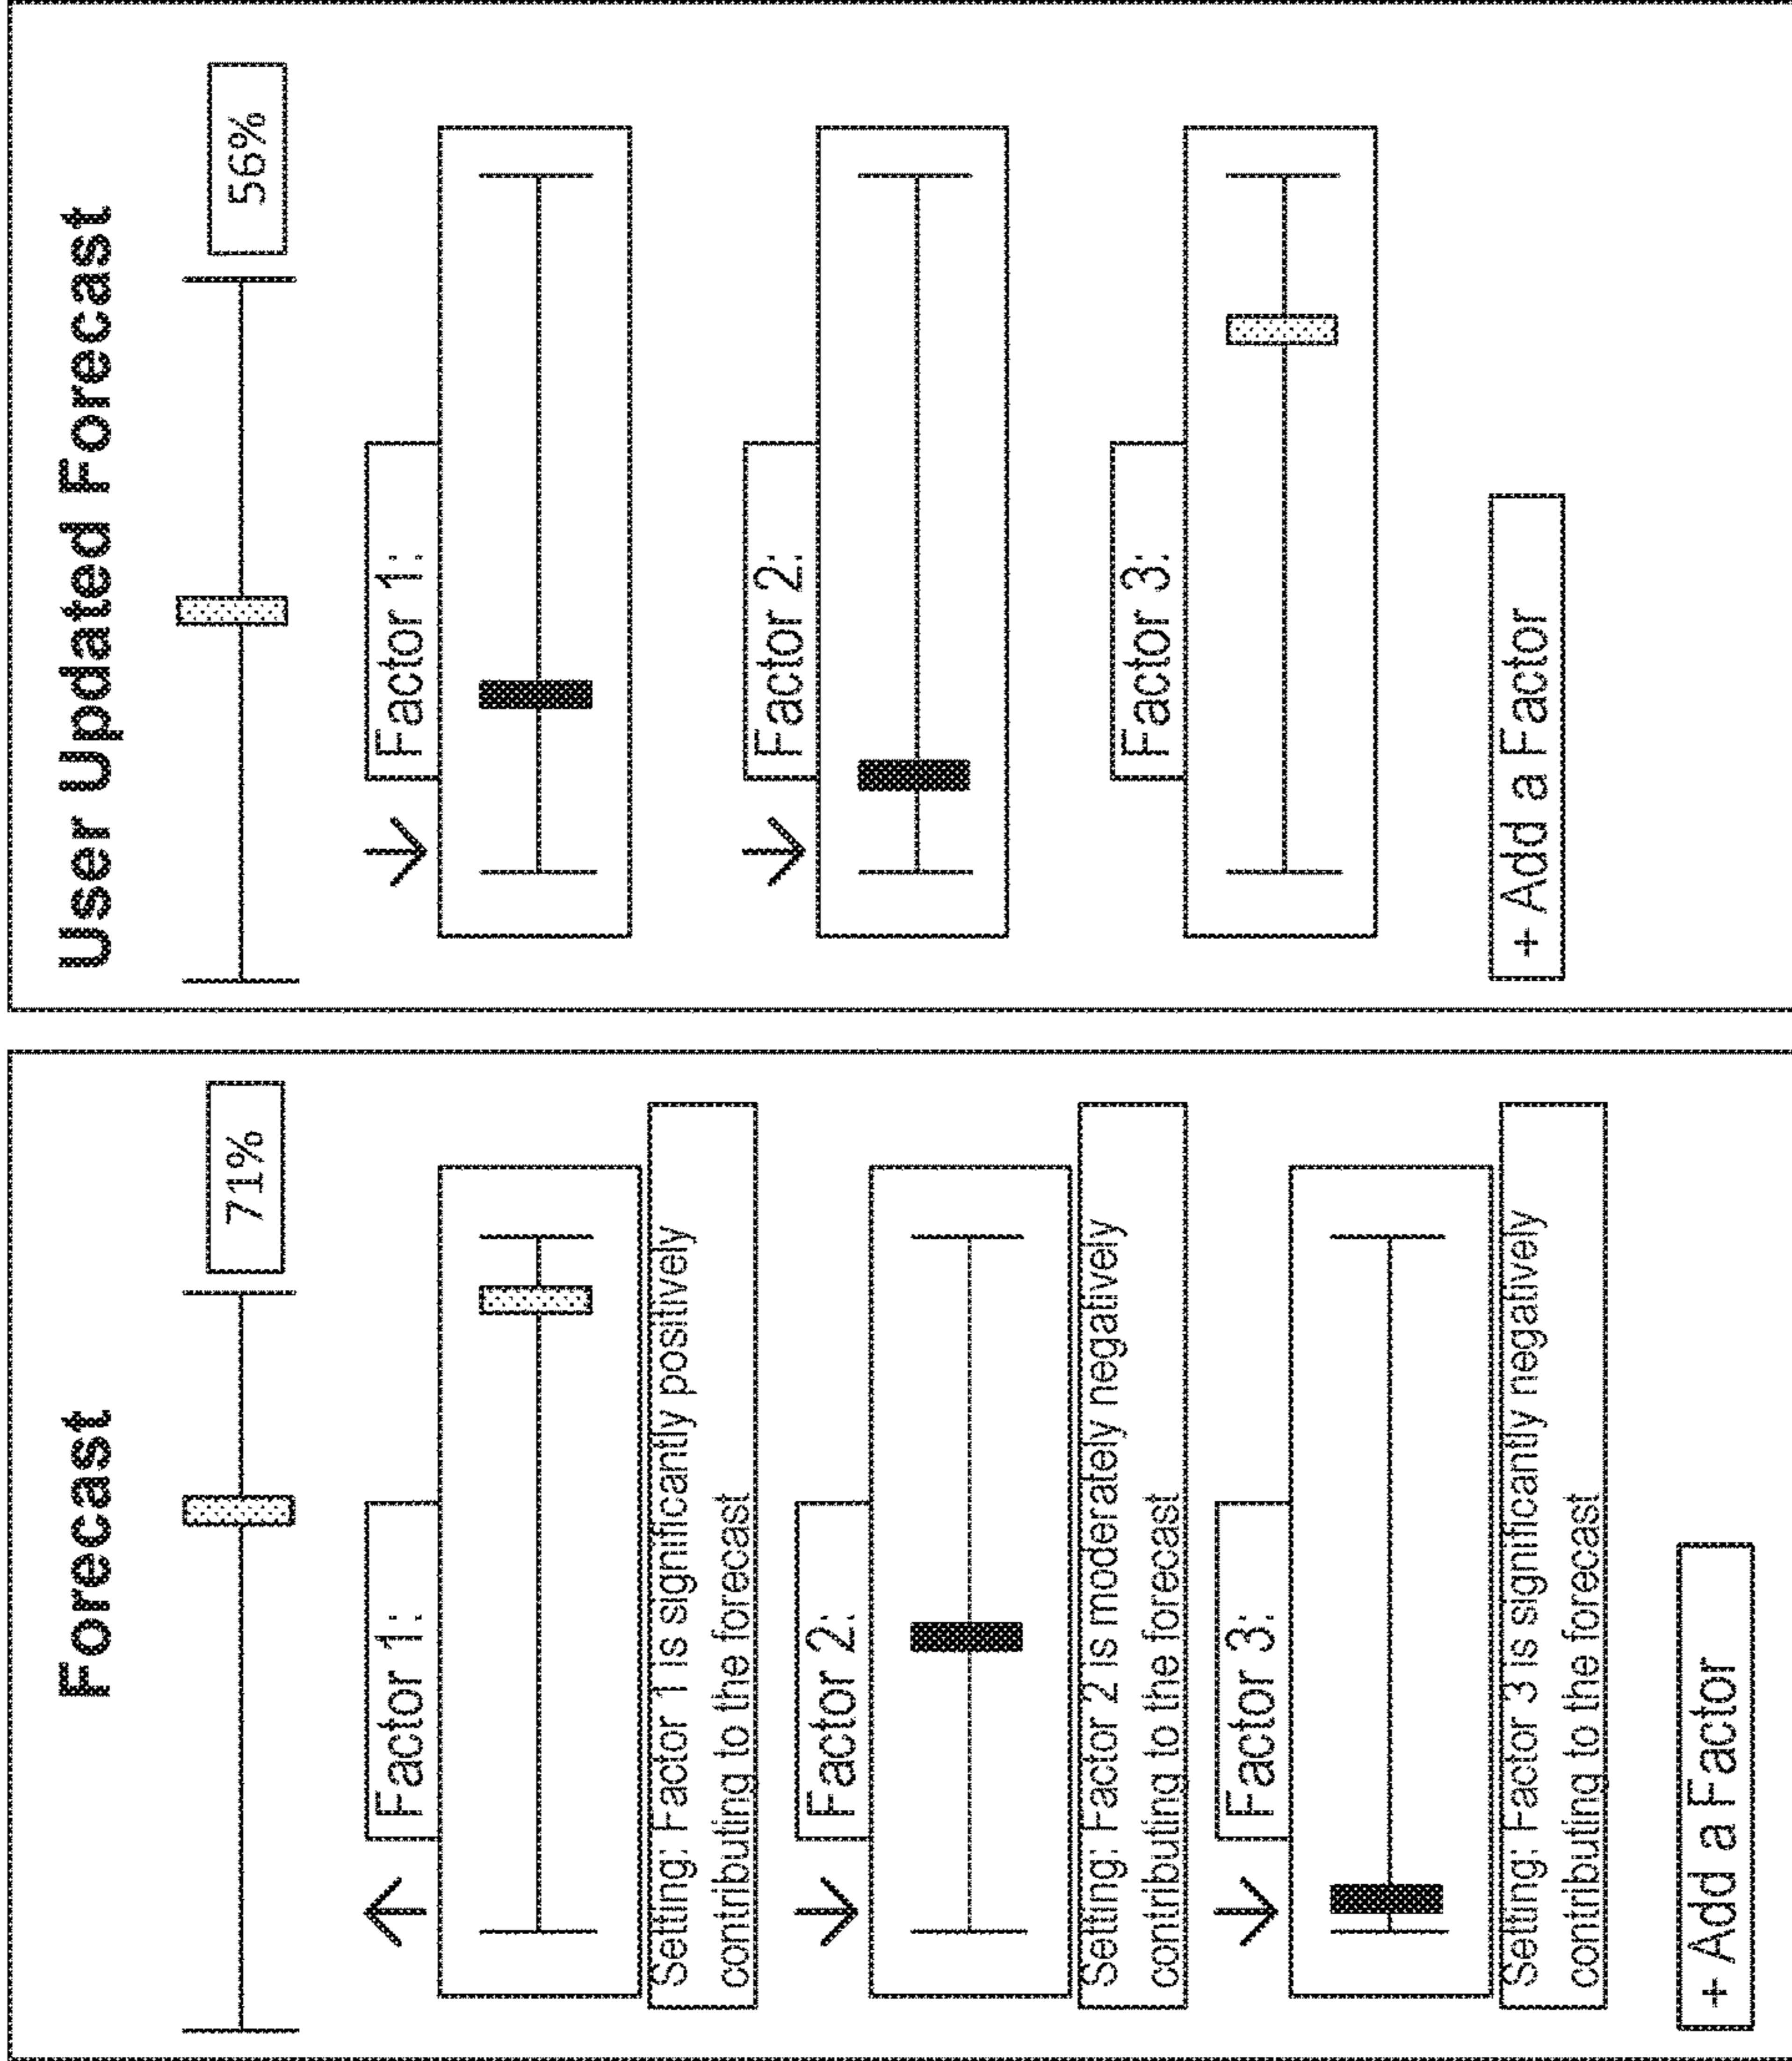 Forecast
71%
Factor 1:
Setting: Factor 1 is significantly positively
contributing to the forecast
Factor 2:
Setting: Factor 2 is moderately negatively
contributing to the forecast
Factor 3:
Setting: Factor 3 is significantly negatively
contributing to the forecast
+ Add a Factor
User Updated Forecast
56%
Factor 1:
Factor 2:
Factor 3:
+ Add a Factor